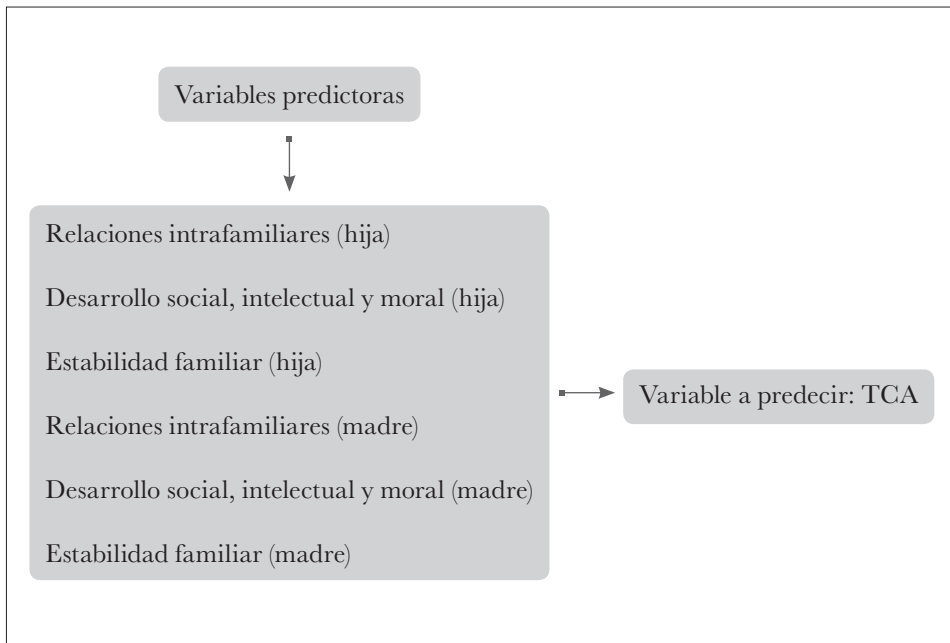 Variables predictoras
Relaciones intrafamiliares (hija)
Desarrollo social, intelectual y moral (hija)
Estabilidad familiar (hija)
Relaciones intrafamiliares (madre)
Desarrollo social, intelectual y moral (madre)
Estabilidad familiar (madre)
Variable a predecir: TCA